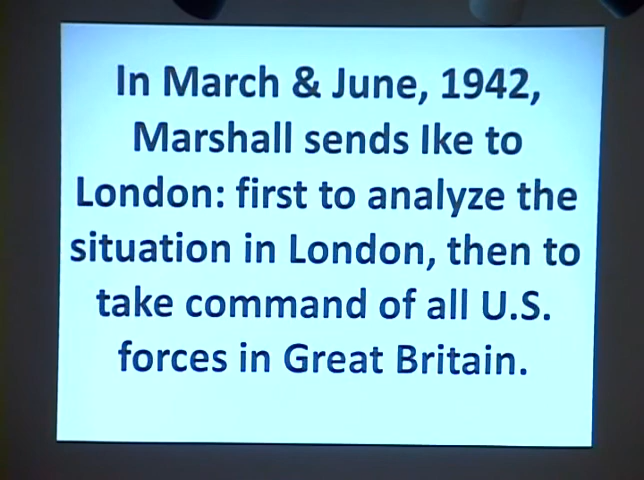 In March & June, 1942,
Marshall sends Ike to
London: first to analyze the
situation in London, then to
take command of all U.S.
forces in Great Britain.